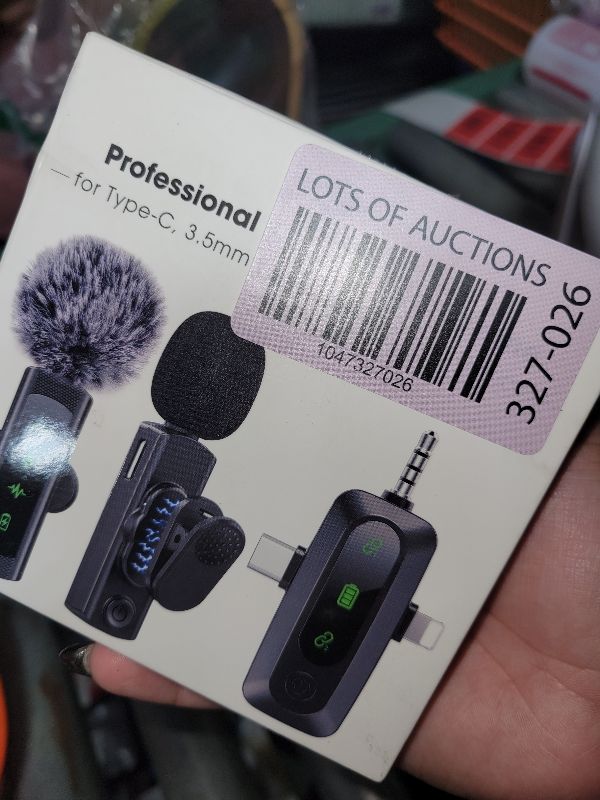 Professional
— for Type-C, 3.5mm
LOTS OF AUCTIONS
1047327026
327-026